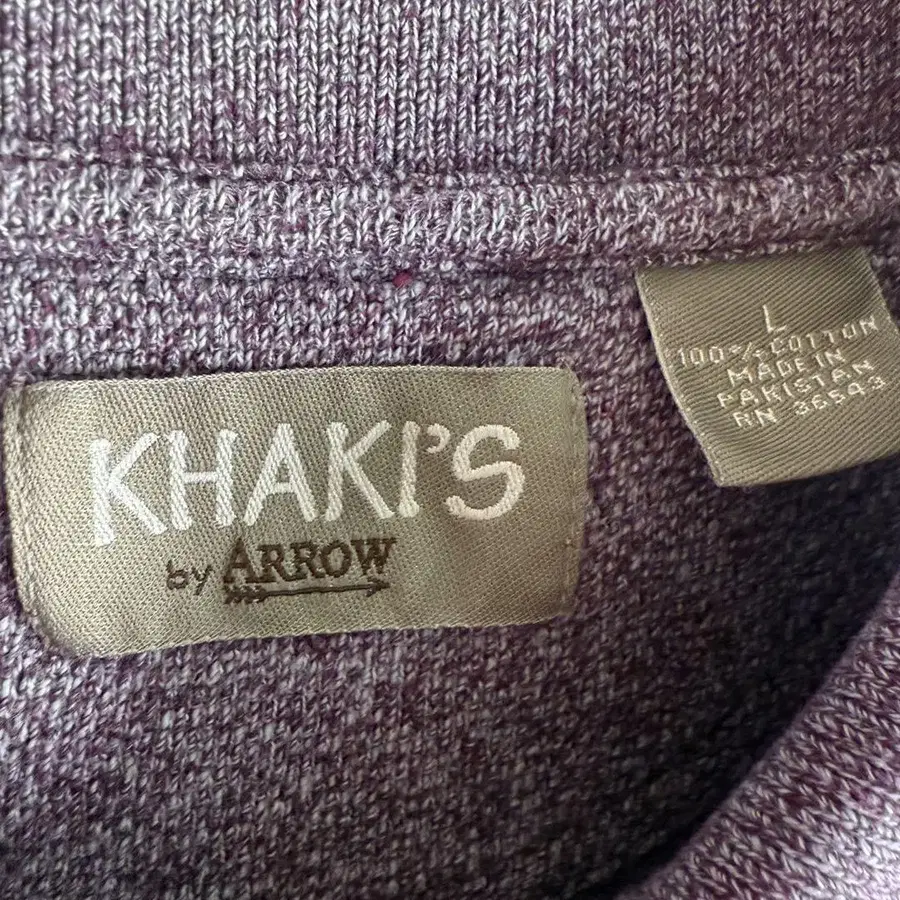 KHAKI'S
by ARROW
L
100% COTTON
MADE IN
PAKISTAN
RN 36543